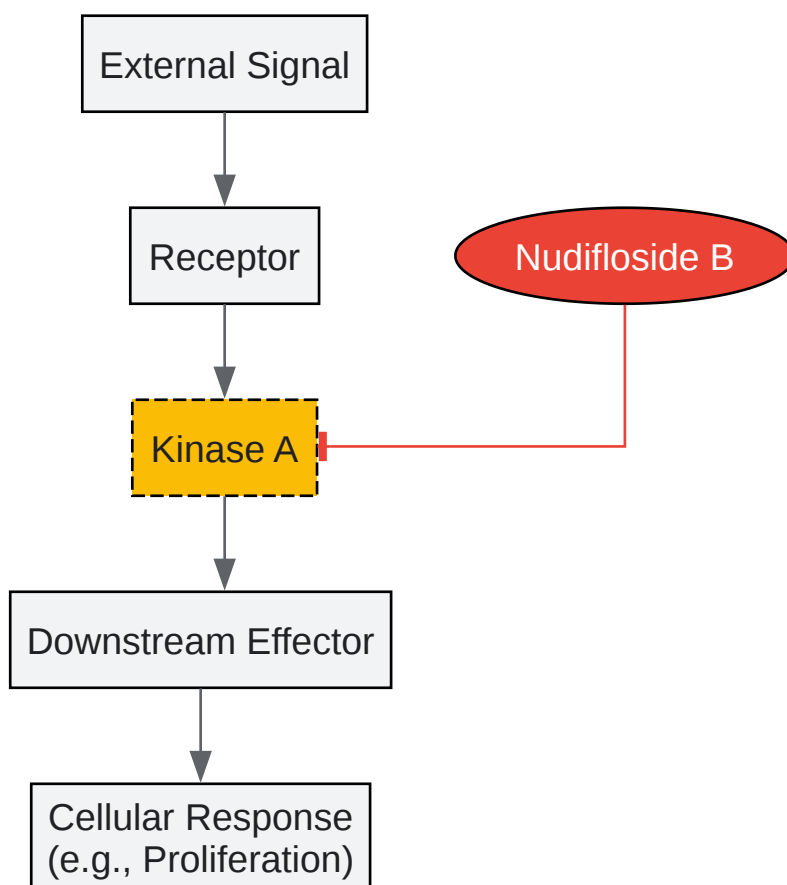 External Signal
Receptor
Nudifloside B
Kinase A
Downstream Effector
Cellular Response
(e.g., Proliferation)